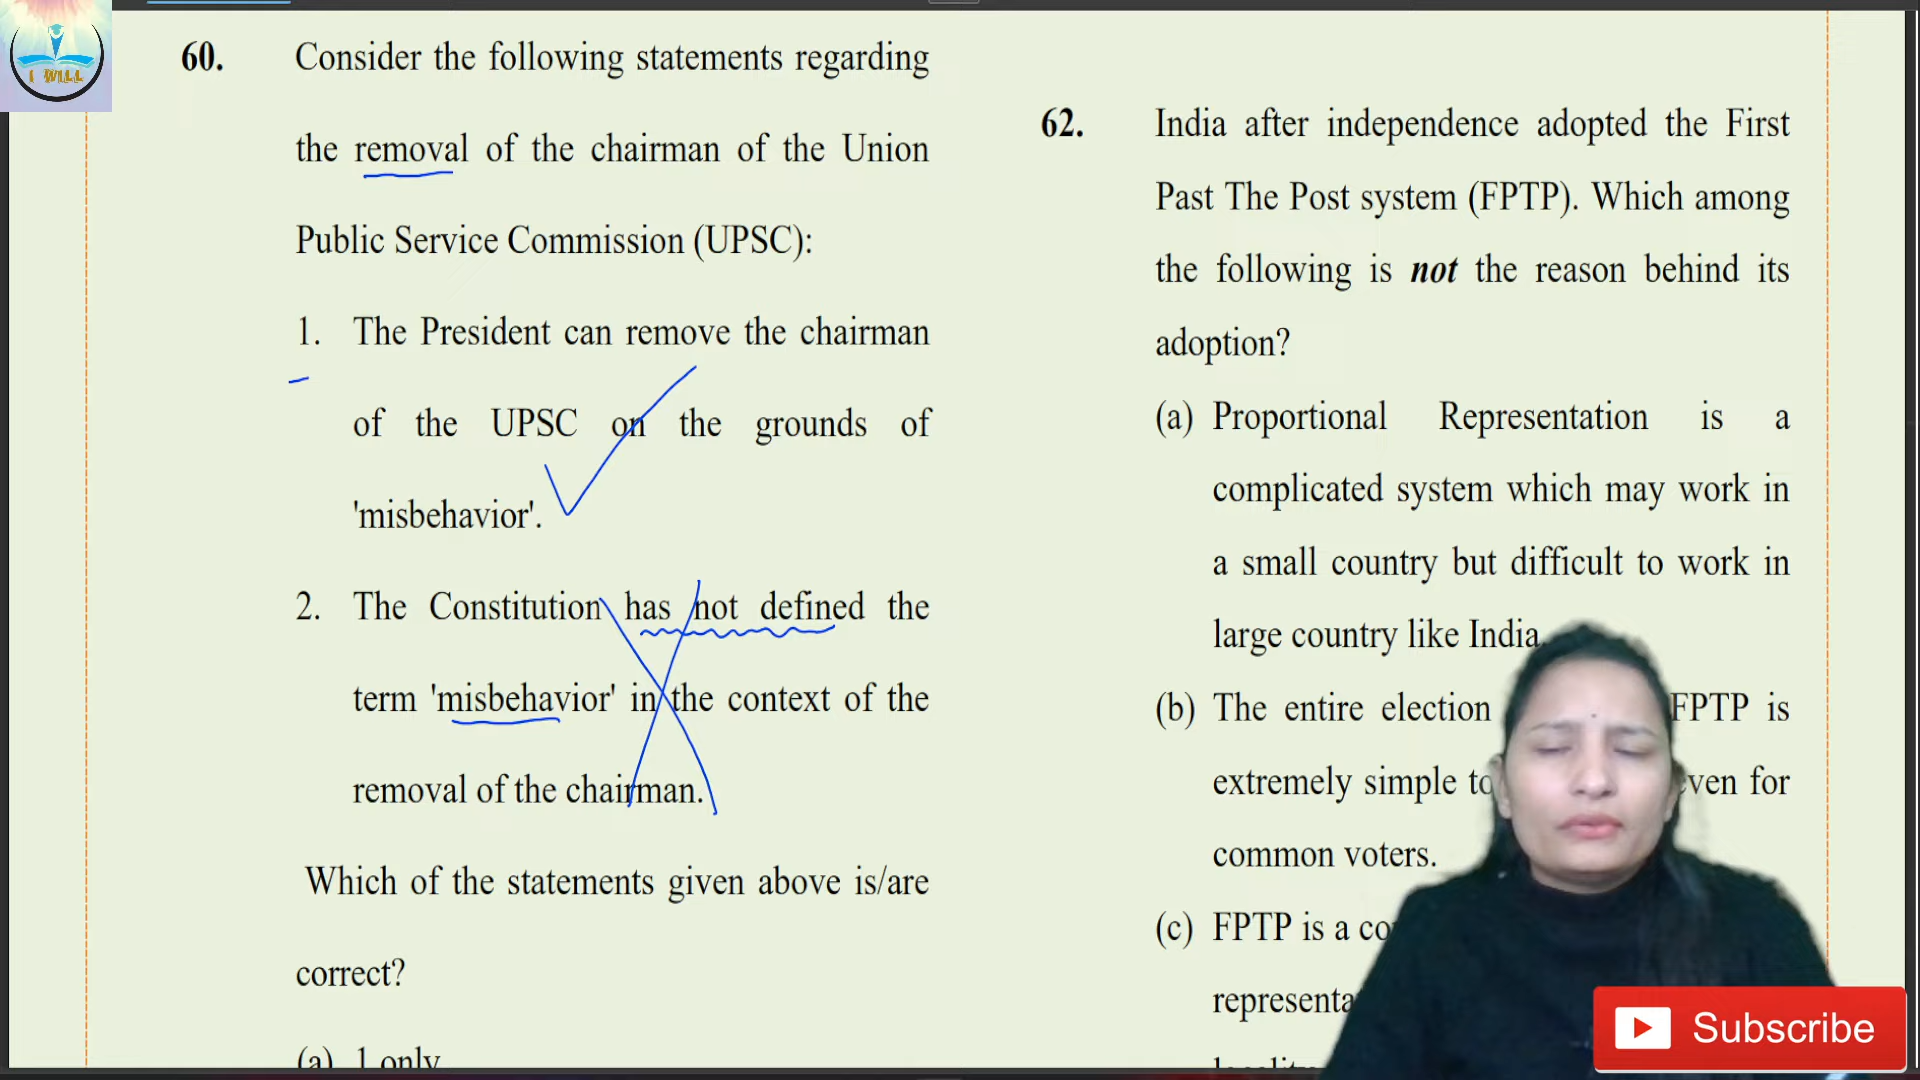 I WILL
60. Consider the following statements regarding
the removal of the chairman of the Union
Public Service Commission (UPSC):
1. The President can remove the chairman
of the UPSC on the grounds of
'misbehavior'.
2. The Constitution has not defined the
term 'misbehavior' in the context of the
removal of the chairman.
Which of the statements given above is/are
correct?
(a) 1 only
62. India after independence adopted the First
Past The Post system (FPTP). Which among
the following is not the reason behind its
adoption?
(a) Proportional Representation is a
complicated system which may work in
a small country but difficult to work in
large country like India.
(b) The entire election FPTP is
extremely simple to for
common voters.
(c) FPTP is a
Subscribe